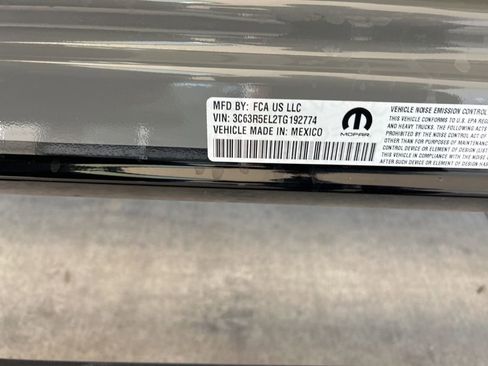 MFD BY: FCA US LLC
VIN: 3C63R5EL2TG192774
VEHICLE MADE IN: MEXICO
MOPAR
VEHICLE NOISE EMISSION CONTROL
THIS VEHICLE CONFORMS TO U.S. EPA REG
AND HEAVY TRUCKS. THE FOLLOWING ACTS
PROHIBITED BY THE NOISE CONTROL ACT OF
OTHER THAN FOR PURPOSES OF MAINTENANC
CONTROL DEVICE OR ELEMENT OF DESIGN (LIST
THIS VEHICLE IN COMPLIANCE WITH THE NOISE
AFTER SUCH DEVICE OR ELEMENT OF DESIGN HAS